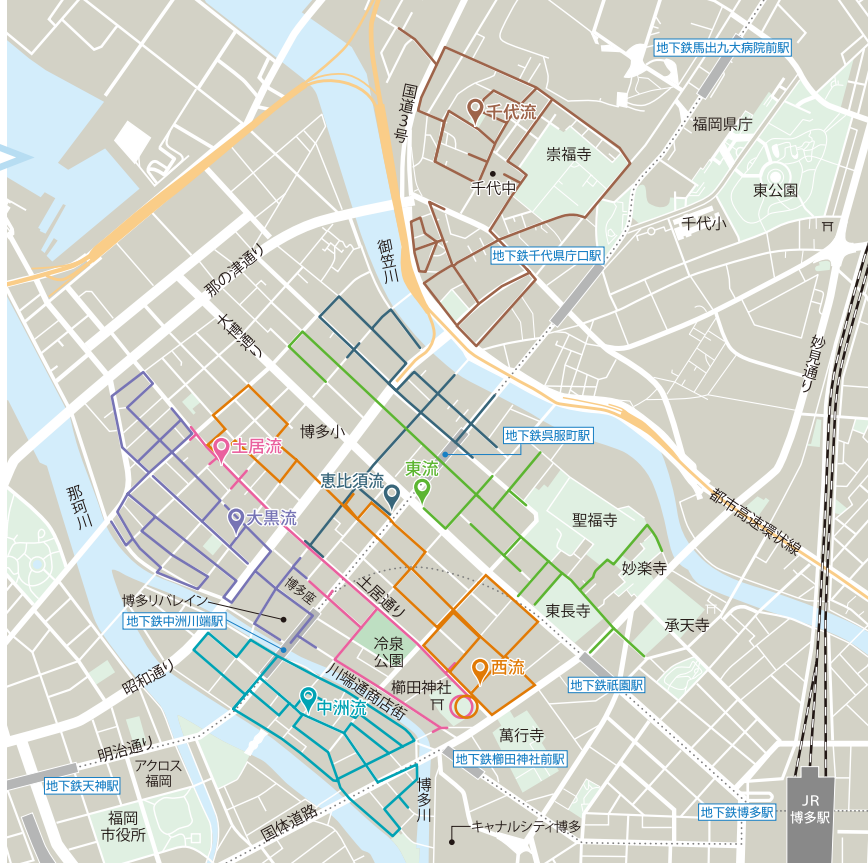 地下鉄馬出九大病院前駅
国道3号
千代流
福岡県庁
崇福寺
千代中
東公園
千代小
御笠川
地下鉄千代県庁口駅
那の津通り
大博通り
妙見通り
博多小
土居流
地下鉄呉服町駅
東流
恵比須流
那珂川
大黒流
都市高速環状線
聖福寺
妙楽寺
博多座
土居通り
博多リバレイン
地下鉄中洲川端駅
東長寺
承天寺
冷泉
公園
昭和通り
川端通商店街
櫛田神社
西流
地下鉄祇園駅
中洲流
萬行寺
明治通り
アクロス
福岡
地下鉄櫛田神社前駅
地下鉄天神駅
博多川
福岡
市役所
国体道路
キャナルシティ博多
地下鉄博多駅
JR
博多駅